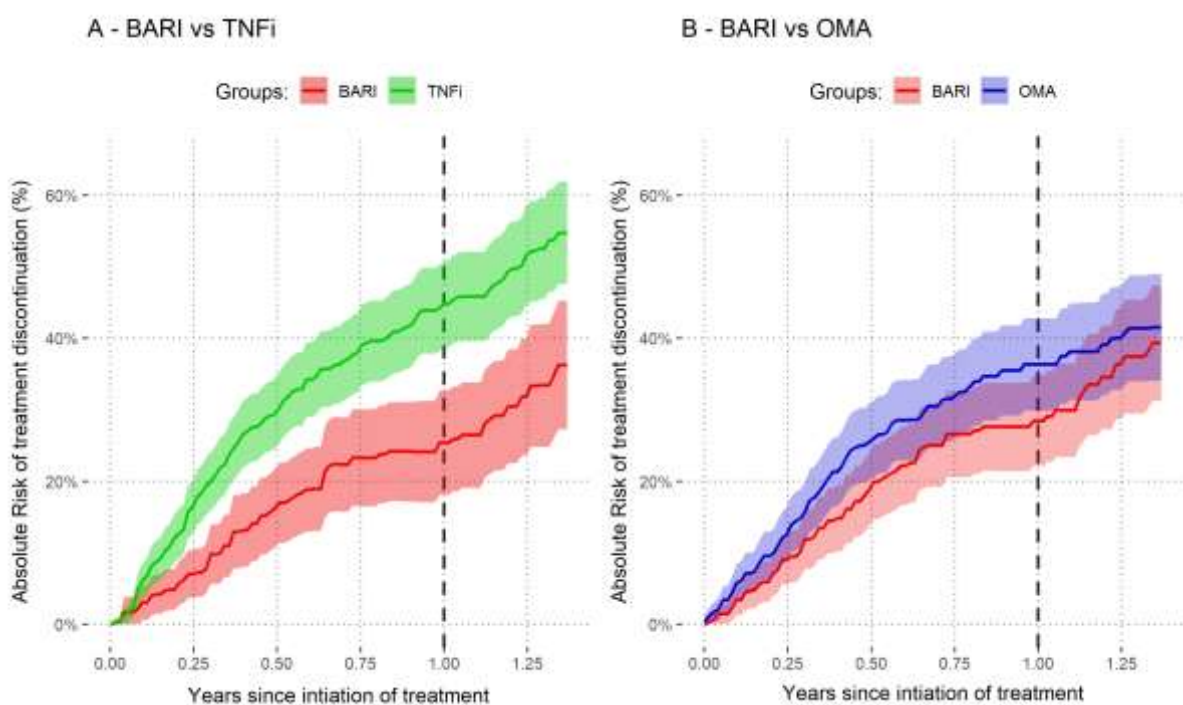 A - BARI vs TNFi
Groups: BARI TNFi
Absolute Risk of treatment discontinuation (%)
60%
40%
20%
0%
0.00 0.25 0.50 0.75 1.00 1.25
Years since intiation of treatment
B - BARI vs OMA
Groups: BARI OMA
Absolute Risk of treatment discontinuation (%)
60%
40%
20%
0%
0.00 0.25 0.50 0.75 1.00 1.25
Years since intiation of treatment